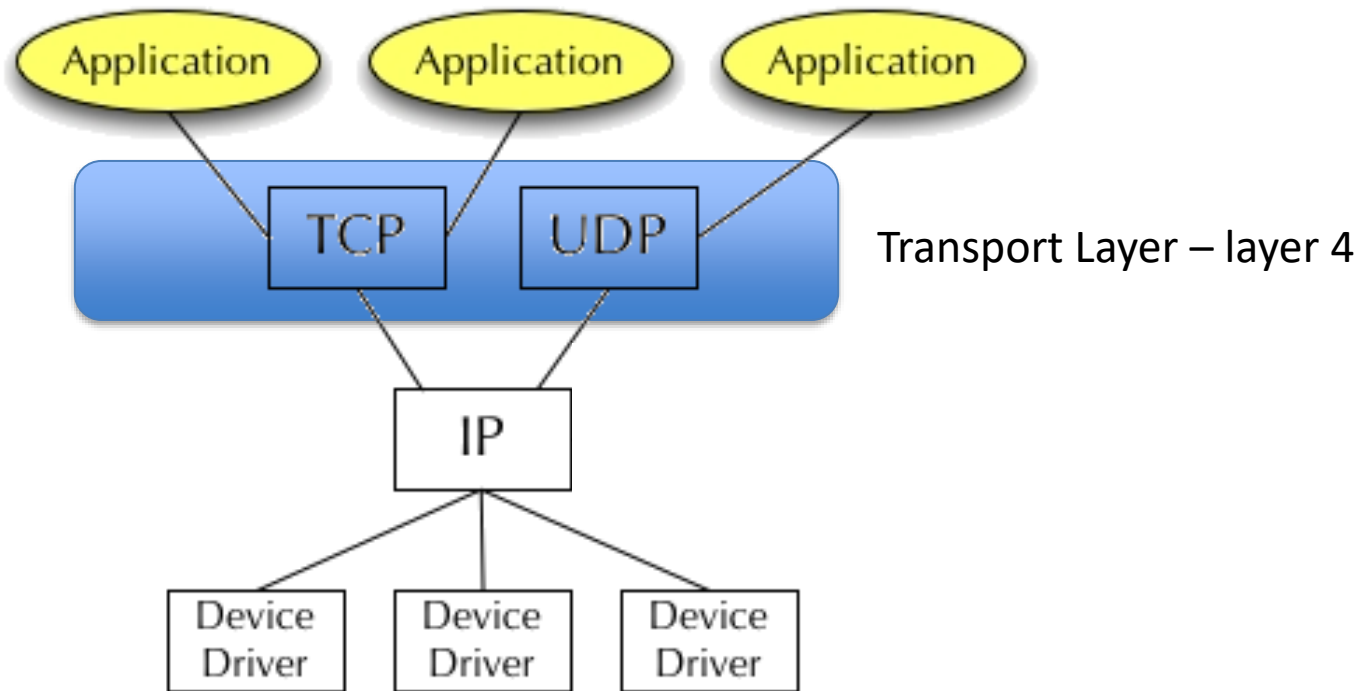 Application
Application
Application
TCP
UDP
Transport Layer – layer 4
IP
Device
Driver
Device
Driver
Device
Driver